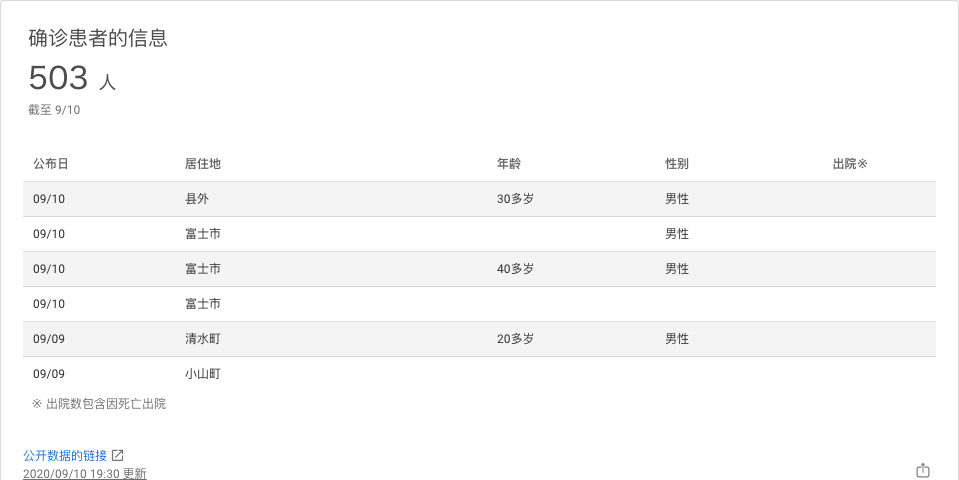 确诊患者的信息
503 人
截至 9/10
公布日 居住地 年龄 性别 出院※
09/10 县外 30多岁 男性
09/10 富士市 男性
09/10 富士市 40多岁 男性
09/10 富士市
09/09 清水町 20多岁 男性
09/09 小山町
※ 出院数包含因死亡出院
公开数据的链接
2020/09/10 19:30 更新